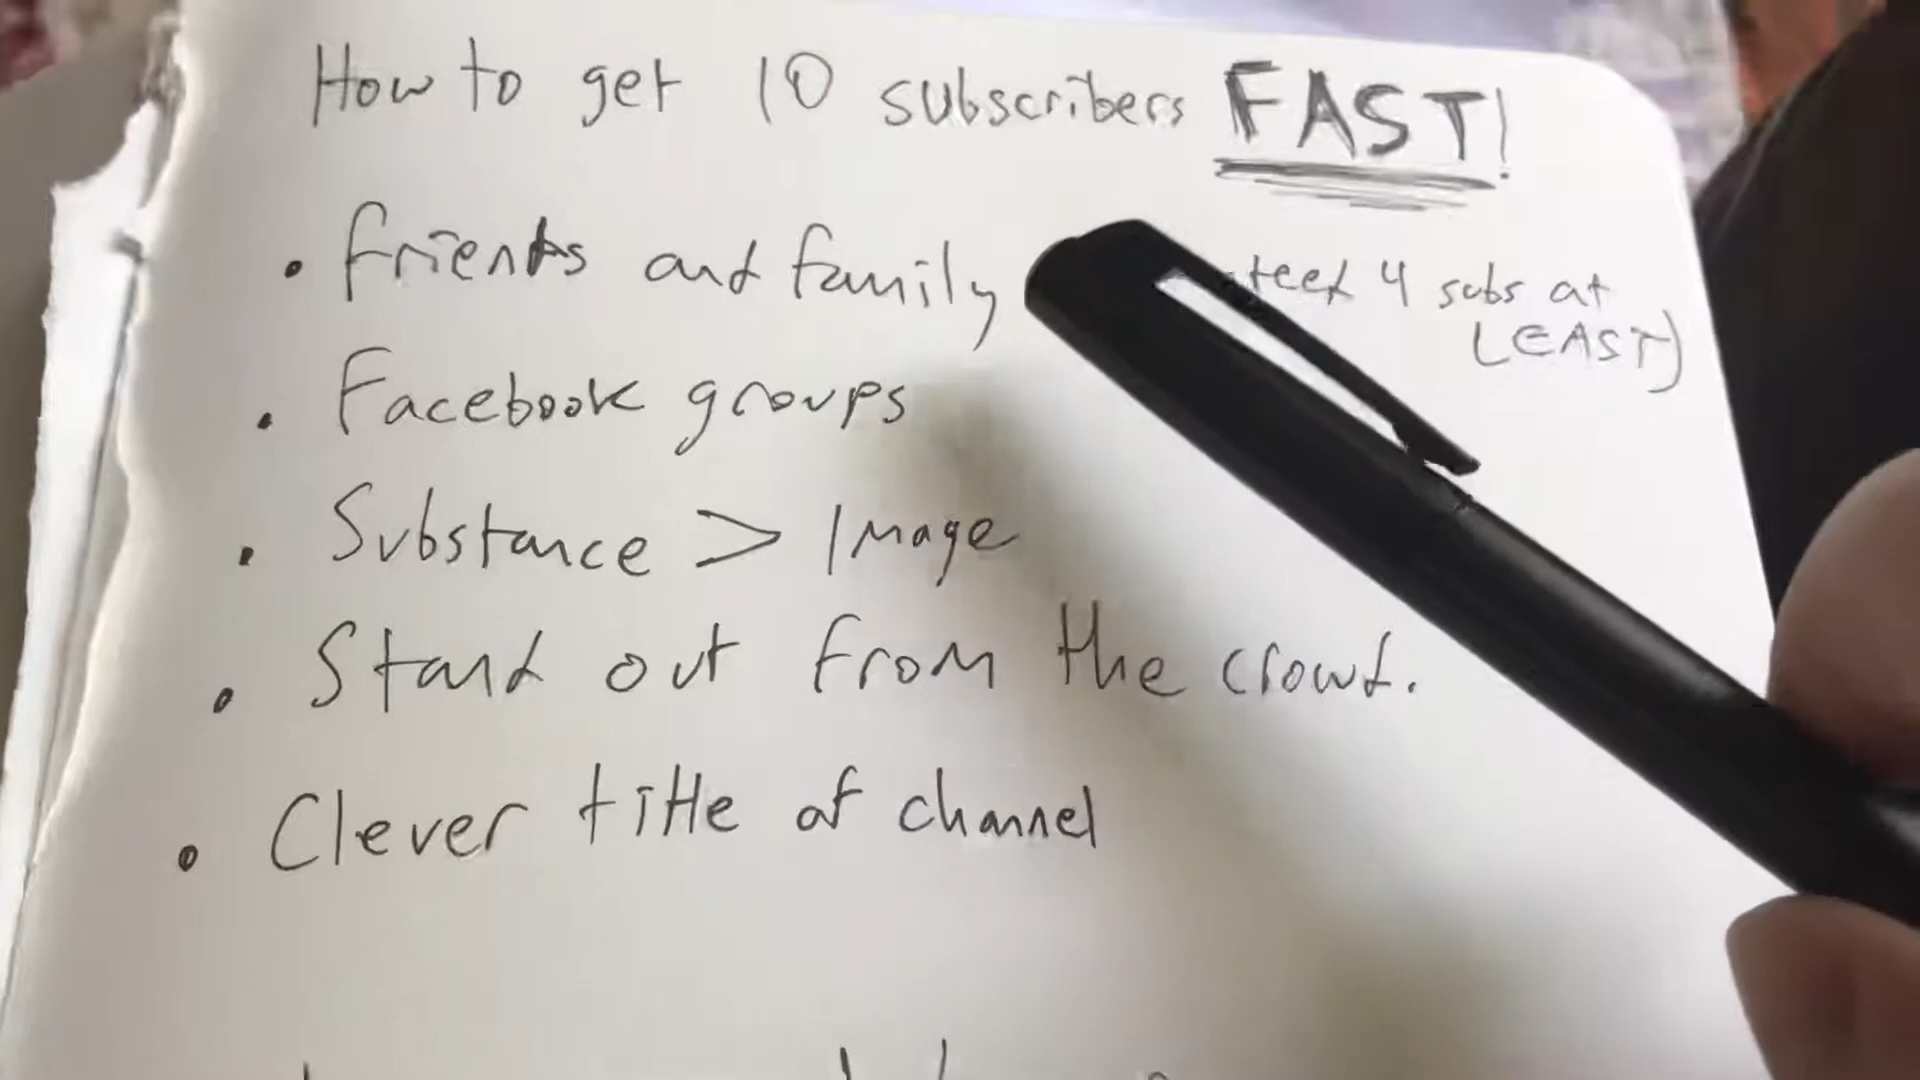 How to get 10 subscribers FAST!
• friends and family teed 4 subs at
LEAST)
• Facebook groups
• Substance > Image
• Stand out from the crowd.
• Clever title of channel